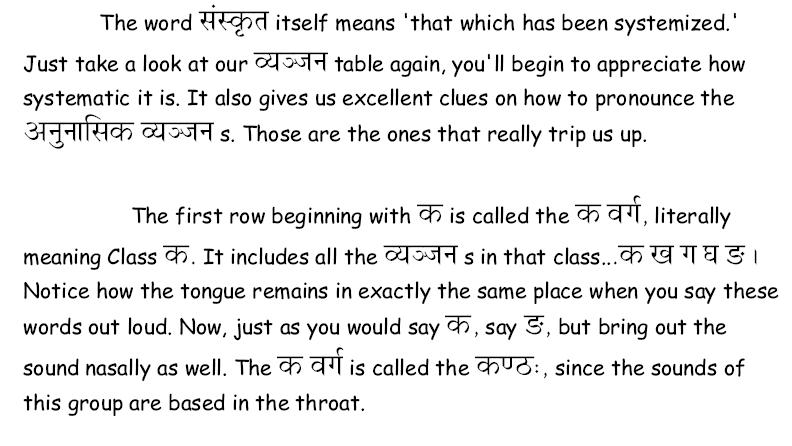 The word संस्कृत itself means 'that which has been systemized.'
Just take a look at our व्यञ्जन table again, you'll begin to appreciate how
systematic it is. It also gives us excellent clues on how to pronounce the
अनुनासिक व्यञ्जन s. Those are the ones that really trip us up.
The first row beginning with क is called the क वर्ग, literally
meaning Class क. It includes all the व्यञ्जन s in that class...क ख ग घ ङ ।
Notice how the tongue remains in exactly the same place when you say these
words out loud. Now, just as you would say क, say ङ, but bring out the
sound nasally as well. The क वर्ग is called the कण्ठः, since the sounds of
this group are based in the throat.